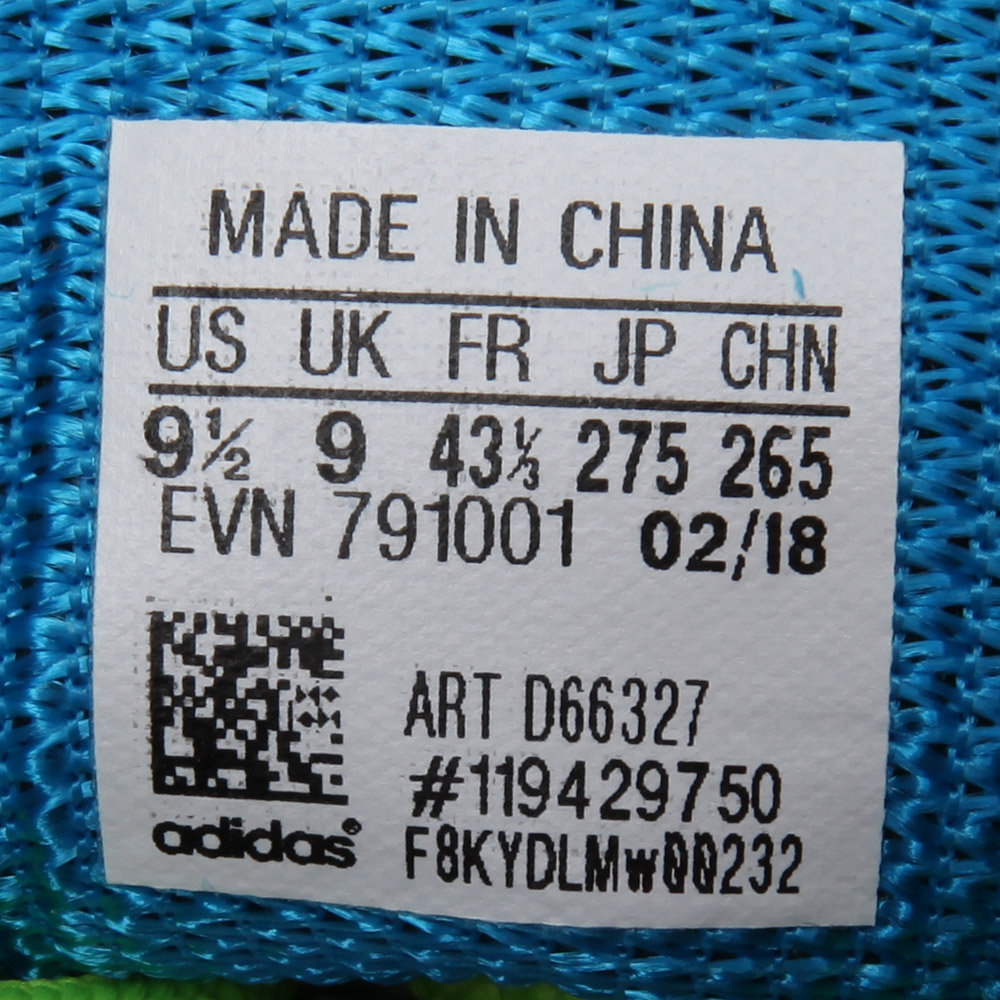 MADE IN CHINA
US UK FR JP CHN
9½ 9 43⅓ 275 265
EVN 791001 02/18
ART D66327
#119429750
adidas®
F8KYDLMW00232